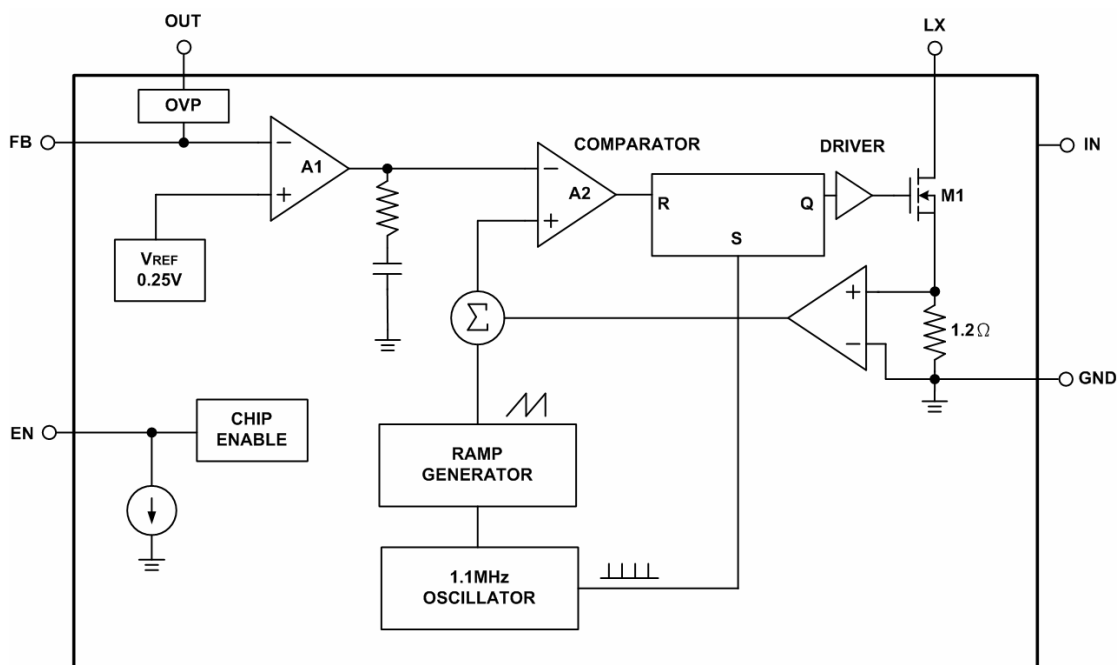 OUT
LX
OVP
FB
IN
−
A1
+
COMPARATOR
DRIVER
−
A2
+
R
Q
S
M1
VREF
0.25V
Σ
+
−
1.2Ω
GND
EN
CHIP
ENABLE
RAMP
GENERATOR
1.1MHz
OSCILLATOR